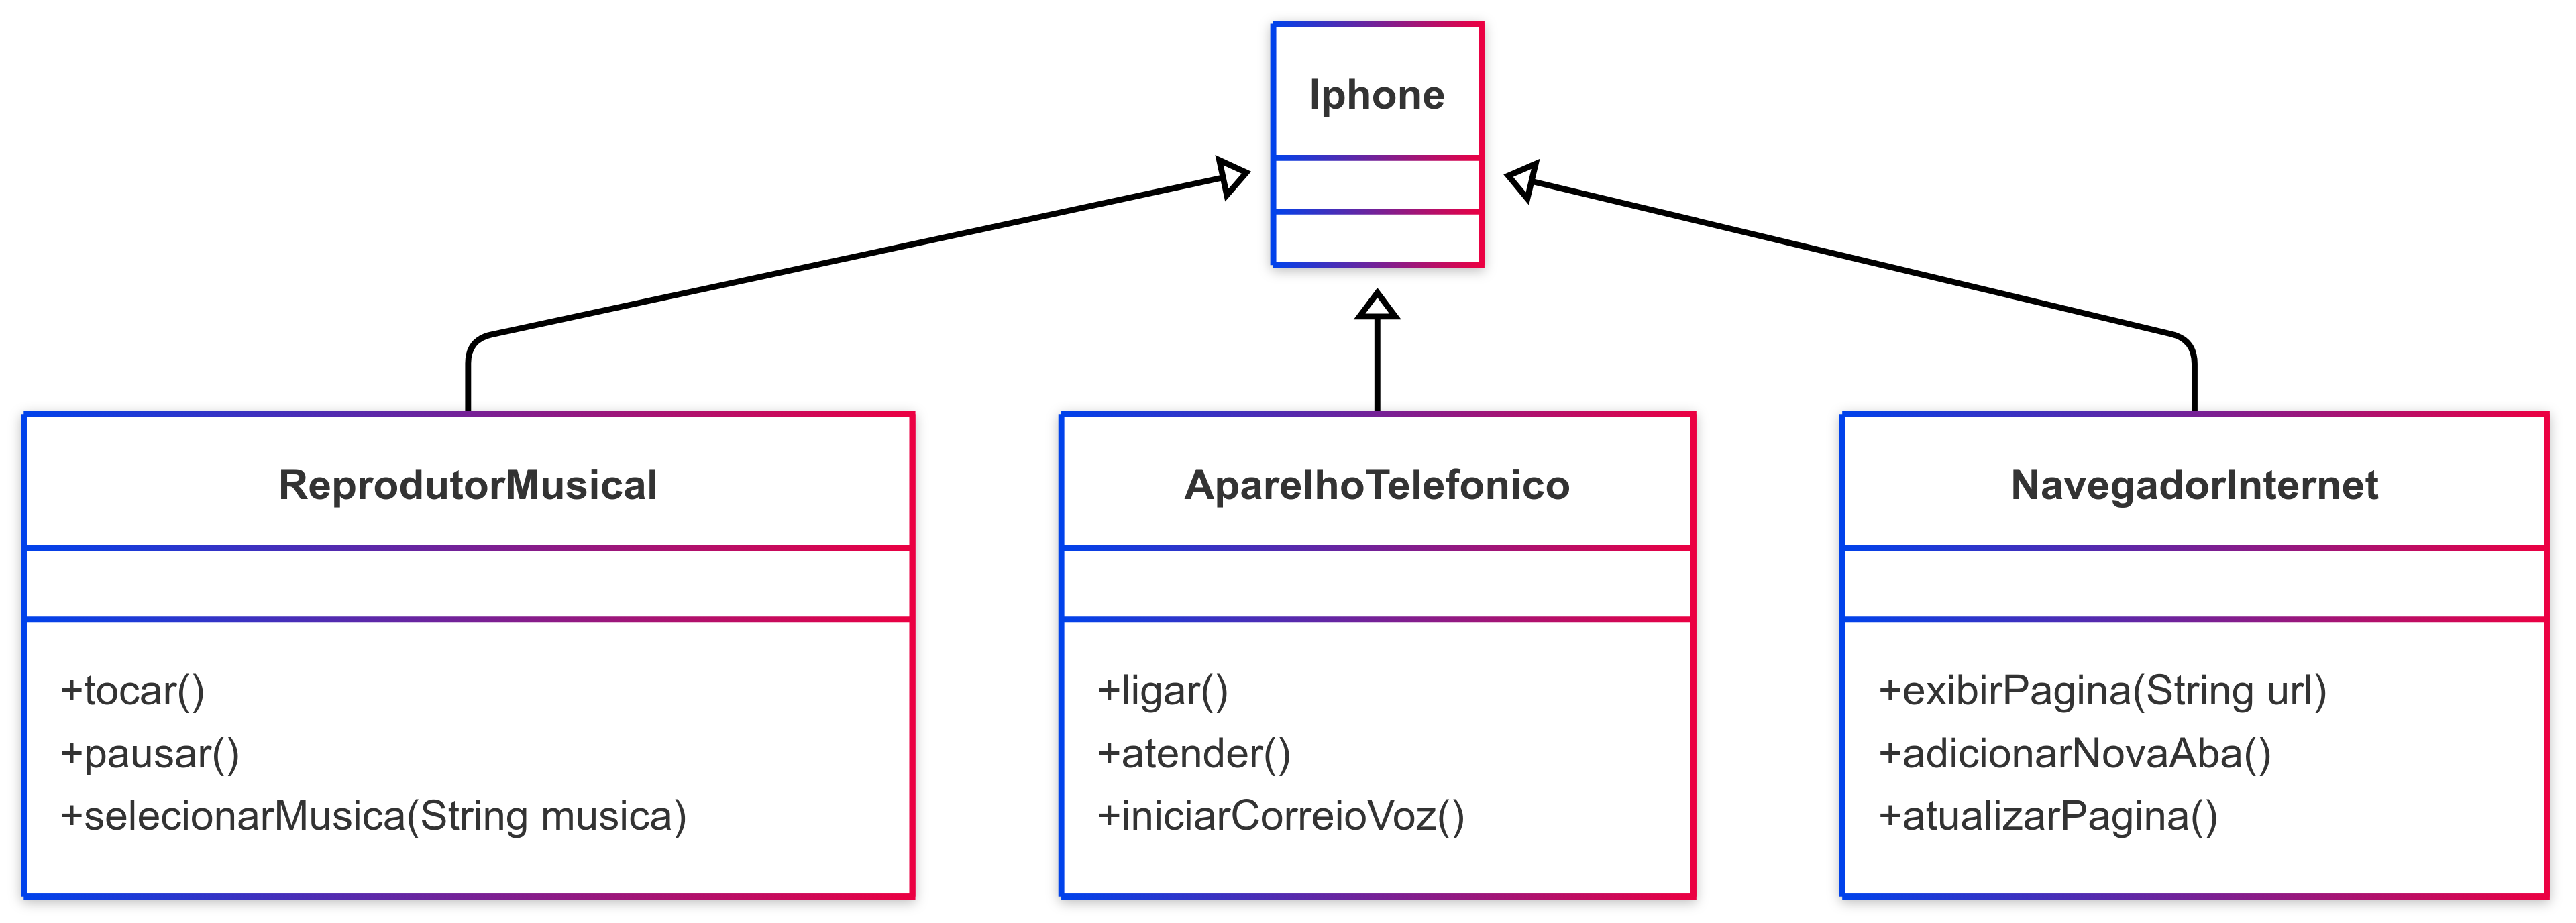 Iphone
ReprodutorMusical
+tocar()
+pausar()
+selecionarMusica(String musica)
AparelhoTelefonico
+ligar()
+atender()
+iniciarCorreioVoz()
NavegadorInternet
+exibirPagina(String url)
+adicionarNovaAba()
+atualizarPagina()